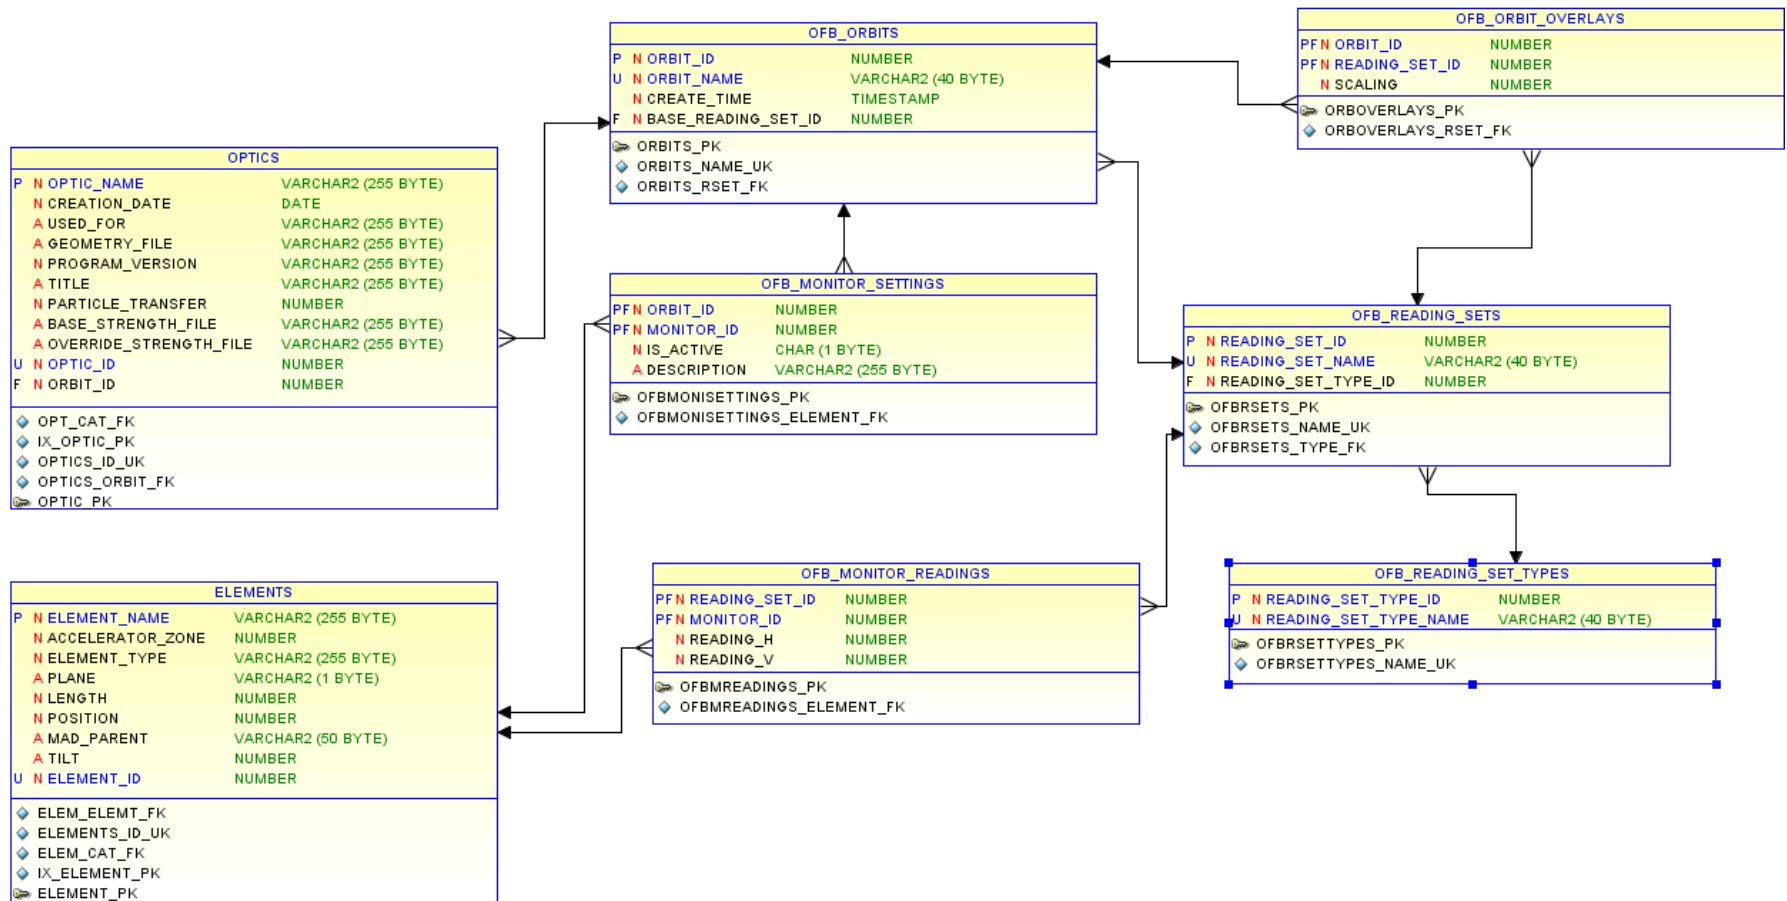 OFB_ORBITS
P N ORBIT_ID NUMBER
U N ORBIT_NAME VARCHAR2 (40 BYTE)
N CREATE_TIME TIMESTAMP
F N BASE_READING_SET_ID NUMBER
ORBITS_PK
ORBITS_NAME_UK
ORBITS_RSET_FK
OFB_ORBIT_OVERLAYS
PF N ORBIT_ID NUMBER
PF N READING_SET_ID NUMBER
N SCALING NUMBER
ORBOVERLAYS_PK
ORBOVERLAYS_RSET_FK
OPTICS
P N OPTIC_NAME VARCHAR2 (255 BYTE)
N CREATION_DATE DATE
A USED_FOR VARCHAR2 (255 BYTE)
A GEOMETRY_FILE VARCHAR2 (255 BYTE)
N PROGRAM_VERSION VARCHAR2 (255 BYTE)
A TITLE VARCHAR2 (255 BYTE)
N PARTICLE_TRANSFER NUMBER
A BASE_STRENGTH_FILE VARCHAR2 (255 BYTE)
A OVERRIDE_STRENGTH_FILE VARCHAR2 (255 BYTE)
U N OPTIC_ID NUMBER
F N ORBIT_ID NUMBER
OPT_CAT_FK
IX_OPTIC_PK
OPTICS_ID_UK
OPTICS_ORBIT_FK
OPTIC_PK
OFB_MONITOR_SETTINGS
PF N ORBIT_ID NUMBER
PF N MONITOR_ID NUMBER
N IS_ACTIVE CHAR (1 BYTE)
A DESCRIPTION VARCHAR2 (255 BYTE)
OFBMONISETTINGS_PK
OFBMONISETTINGS_ELEMENT_FK
OFB_READING_SETS
P N READING_SET_ID NUMBER
U N READING_SET_NAME VARCHAR2 (40 BYTE)
F N READING_SET_TYPE_ID NUMBER
OFBRSETS_PK
OFBRSETS_NAME_UK
OFBRSETS_TYPE_FK
ELEMENTS
P N ELEMENT_NAME VARCHAR2 (255 BYTE)
N ACCELERATOR_ZONE NUMBER
N ELEMENT_TYPE VARCHAR2 (255 BYTE)
A PLANE VARCHAR2 (1 BYTE)
N LENGTH NUMBER
N POSITION NUMBER
A MAD_PARENT VARCHAR2 (50 BYTE)
A TILT NUMBER
U N ELEMENT_ID NUMBER
ELEM_ELEMT_FK
ELEMENTS_ID_UK
ELEM_CAT_FK
IX_ELEMENT_PK
ELEMENT_PK
OFB_MONITOR_READINGS
PF N READING_SET_ID NUMBER
PF N MONITOR_ID NUMBER
N READING_H NUMBER
N READING_V NUMBER
OFBMREADINGS_PK
OFBMREADINGS_ELEMENT_FK
OFB_READING_SET_TYPES
P N READING_SET_TYPE_ID NUMBER
U N READING_SET_TYPE_NAME VARCHAR2 (40 BYTE)
OFBRSETTYPES_PK
OFBRSETTYPES_NAME_UK